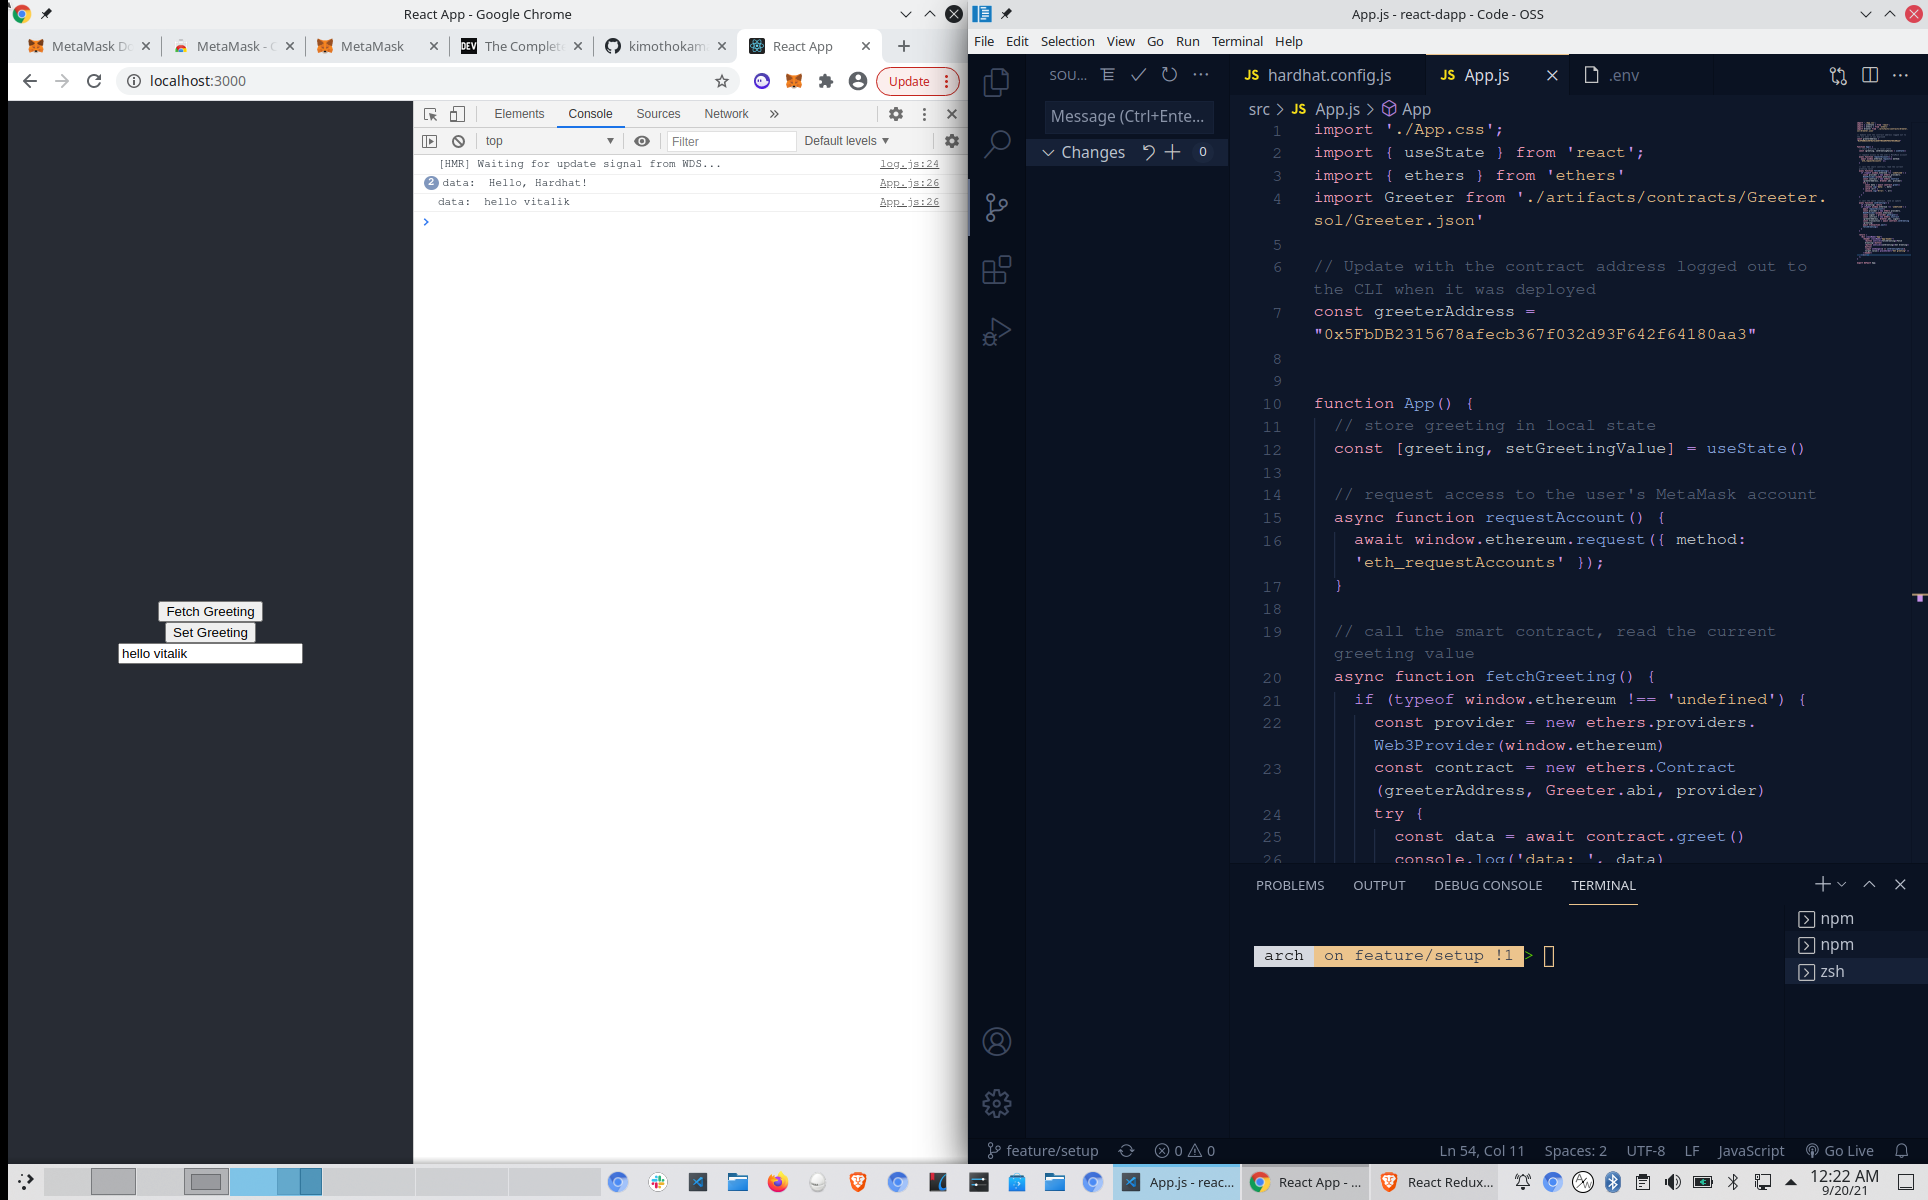 React App - Google Chrome
MetaMask Do
MetaMask - C
MetaMask
DEV The Complete
kimothokam
React App
localhost:3000
Update
Fetch Greeting
Set Greeting
hello vitalik
Elements Console Sources Network »
top
Filter
Default levels
[HMR] Waiting for update signal from WDS... log.js:24
2 data: Hello, Hardhat! App.js:26
data: hello vitalik App.js:26
App.js - react-dapp - Code - OSS
File Edit Selection View Go Run Terminal Help
SOU...
Message (Ctrl+Ente...
Changes 0
JS hardhat.config.js
JS App.js
.env
src > JS App.js > App
1 import './App.css';
2 import { useState } from 'react';
3 import { ethers } from 'ethers'
4 import Greeter from './artifacts/contracts/Greeter.
sol/Greeter.json'
5
6 // Update with the contract address logged out to
the CLI when it was deployed
7 const greeterAddress =
"0x5FbDB2315678afecb367f032d93F642f64180aa3"
8
9
10 function App() {
11 // store greeting in local state
12 const [greeting, setGreetingValue] = useState()
13
14 // request access to the user's MetaMask account
15 async function requestAccount() {
16 await window.ethereum.request({ method:
'eth_requestAccounts' });
17 }
18
19 // call the smart contract, read the current
greeting value
20 async function fetchGreeting() {
21 if (typeof window.ethereum !== 'undefined') {
22 const provider = new ethers.providers.
Web3Provider(window.ethereum)
23 const contract = new ethers.Contract
(greeterAddress, Greeter.abi, provider)
24 try {
25 const data = await contract.greet()
26 console.log('data: ', data)
PROBLEMS OUTPUT DEBUG CONSOLE TERMINAL
arch on feature/setup !1 >
npm
npm
zsh
feature/setup 0 0
Ln 54, Col 11 Spaces: 2 UTF-8 LF JavaScript Go Live
App.js - reac...
React App - ...
React Redux...
12:22 AM
9/20/21